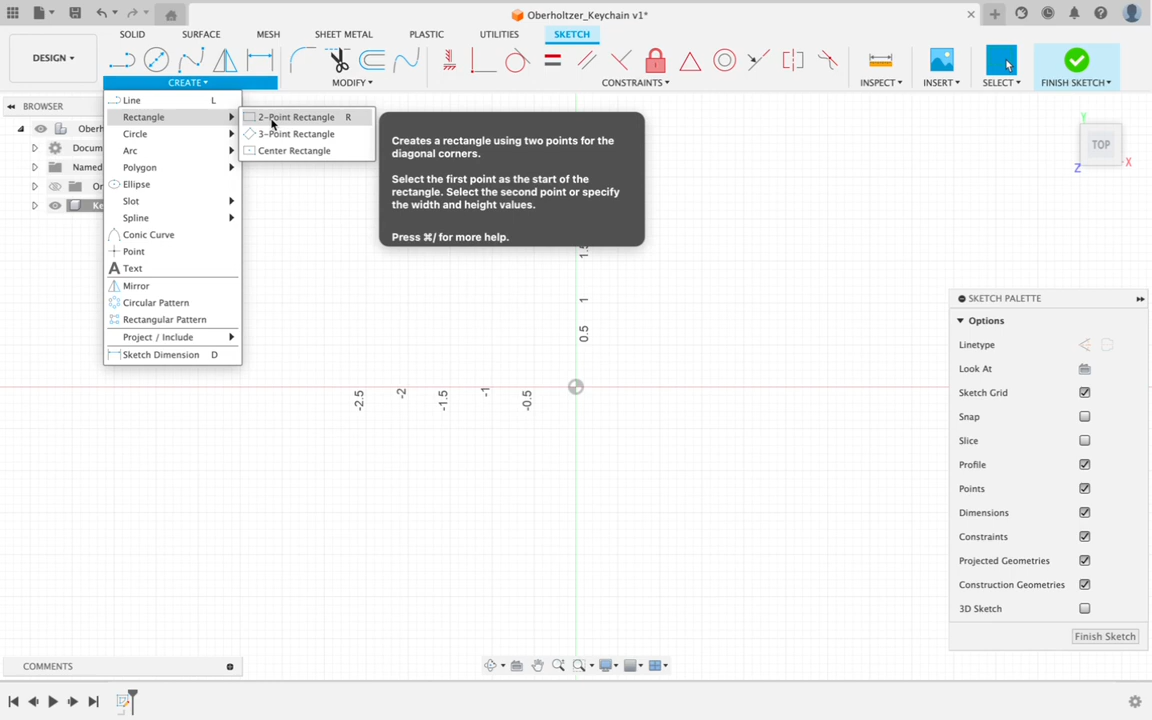 Oberholtzer_Keychain v1*
DESIGN
SOLID
SURFACE
MESH
SHEET METAL
PLASTIC
UTILITIES
SKETCH
CREATE
MODIFY
CONSTRAINTS
INSPECT
INSERT
SELECT
FINISH SKETCH
BROWSER
Oberh
Docum
Named
Or
Ke
Line L
Rectangle
Circle
Arc
Polygon
Ellipse
Slot
Spline
Conic Curve
Point
A Text
Mirror
Circular Pattern
Rectangular Pattern
Project / Include
Sketch Dimension D
2-Point Rectangle R
3-Point Rectangle
Center Rectangle
Creates a rectangle using two points for the
diagonal corners.
Select the first point as the start of the
rectangle. Select the second point or specify
the width and height values.
Press ⌘/ for more help.
Y
TOP
X
Z
1
0.5
-2.5
-2
-1.5
-1
-0.5
SKETCH PALETTE
Options
Linetype
Look At
Sketch Grid
Snap
Slice
Profile
Points
Dimensions
Constraints
Projected Geometries
Construction Geometries
3D Sketch
Finish Sketch
COMMENTS